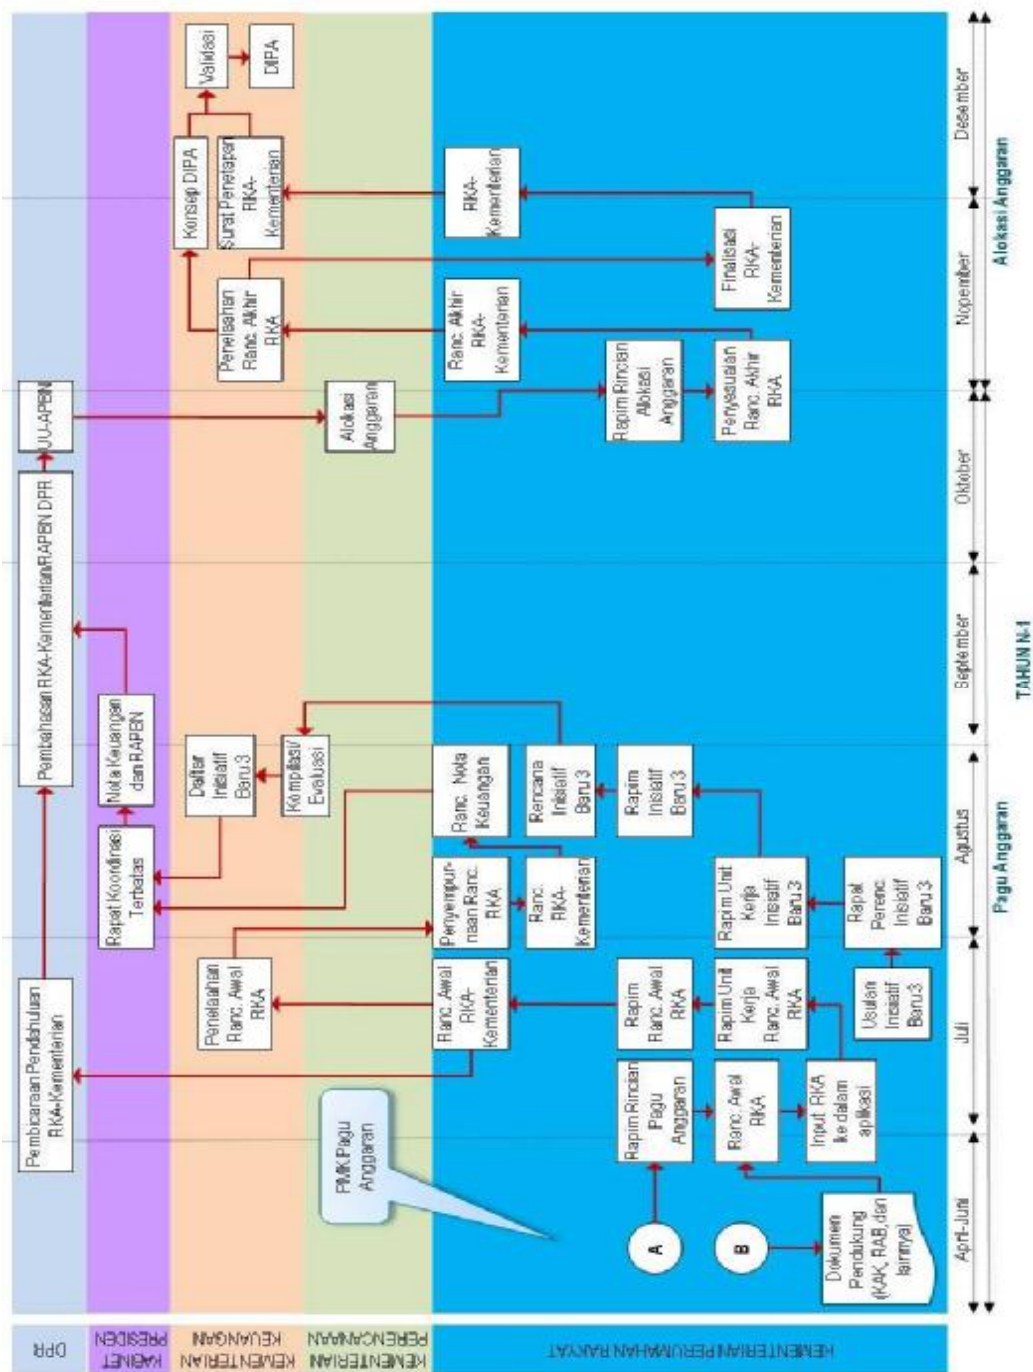 DPR
Pembicaraan Pendahuluan
RKA-Kementerian
Pembahasan RKA-Kementerian/RAPBN DPR
UU-APBN
KABINET
PRESIDEN
Rapat Koordinasi
Terbatas
Nota Keuangan
dan RAPBN
KEMENTERIAN
KEUANGAN
Penelaahan
Ranc. Awal
RKA
Daftar
Inisiatif
Baru 3
Kompilasi/
Evaluasi
Penelaahan
Ranc. Akhir
RKA
Konsep DIPA
Surat Penetapan
RKA-
Kementerian
Validasi
DIPA
KEMENTERIAN
PERENCANAAN
PMK Pagu
Anggaran
Alokasi
Anggaran
KEMENTERIAN PERUMAHAN RAKYAT
Ranc. Awal
RKA-
Kementerian
Penyempur-
naan Ranc.
RKA
Ranc. Nota
Keuangan
Ranc. Akhir
RKA-
Kementerian
RKA-
Kementerian
Ranc.
RKA-
Kementerian
Rencana
Inisiatif
Baru 3
A
Rapim Rincian
Pagu
Anggaran
Rapim
Ranc. Awal
RKA
Rapim
Inisiatif
Baru 3
Rapim Rincian
Alokasi
Anggaran
B
Ranc. Awal
RKA
Rapim Unit
Kerja
Ranc. Awal
RKA
Rapim Unit
Kerja
Inisiatif
Baru 3
Penyesuaian
Ranc. Akhir
RKA
Finalisasi
RKA-
Kementerian
Dokumen
Pendukung
(KAK, RAB,dan
lainnya)
Input RKA
ke dalam
aplikasi
Usulan
Inisiatif
Baru 3
Rapat
Perenc.
Inisiatif
Baru 3
April-Juni
Juli
Agustus
September
Oktober
Nopember
Desember
Pagu Anggaran
Alokasi Anggaran
TAHUN N-1